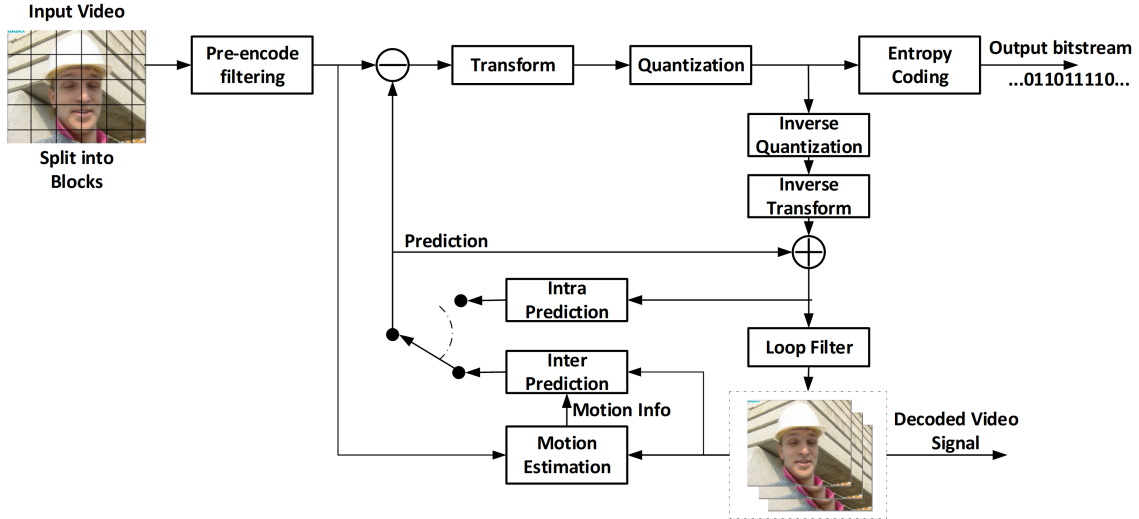 Input Video
Split into
Blocks
Pre-encode
filtering
Transform
Quantization
Entropy
Coding
Output bitstream
...011011110...
Inverse
Quantization
Inverse
Transform
Prediction
Intra
Prediction
Loop Filter
Inter
Prediction
Motion Info
Motion
Estimation
Decoded Video
Signal